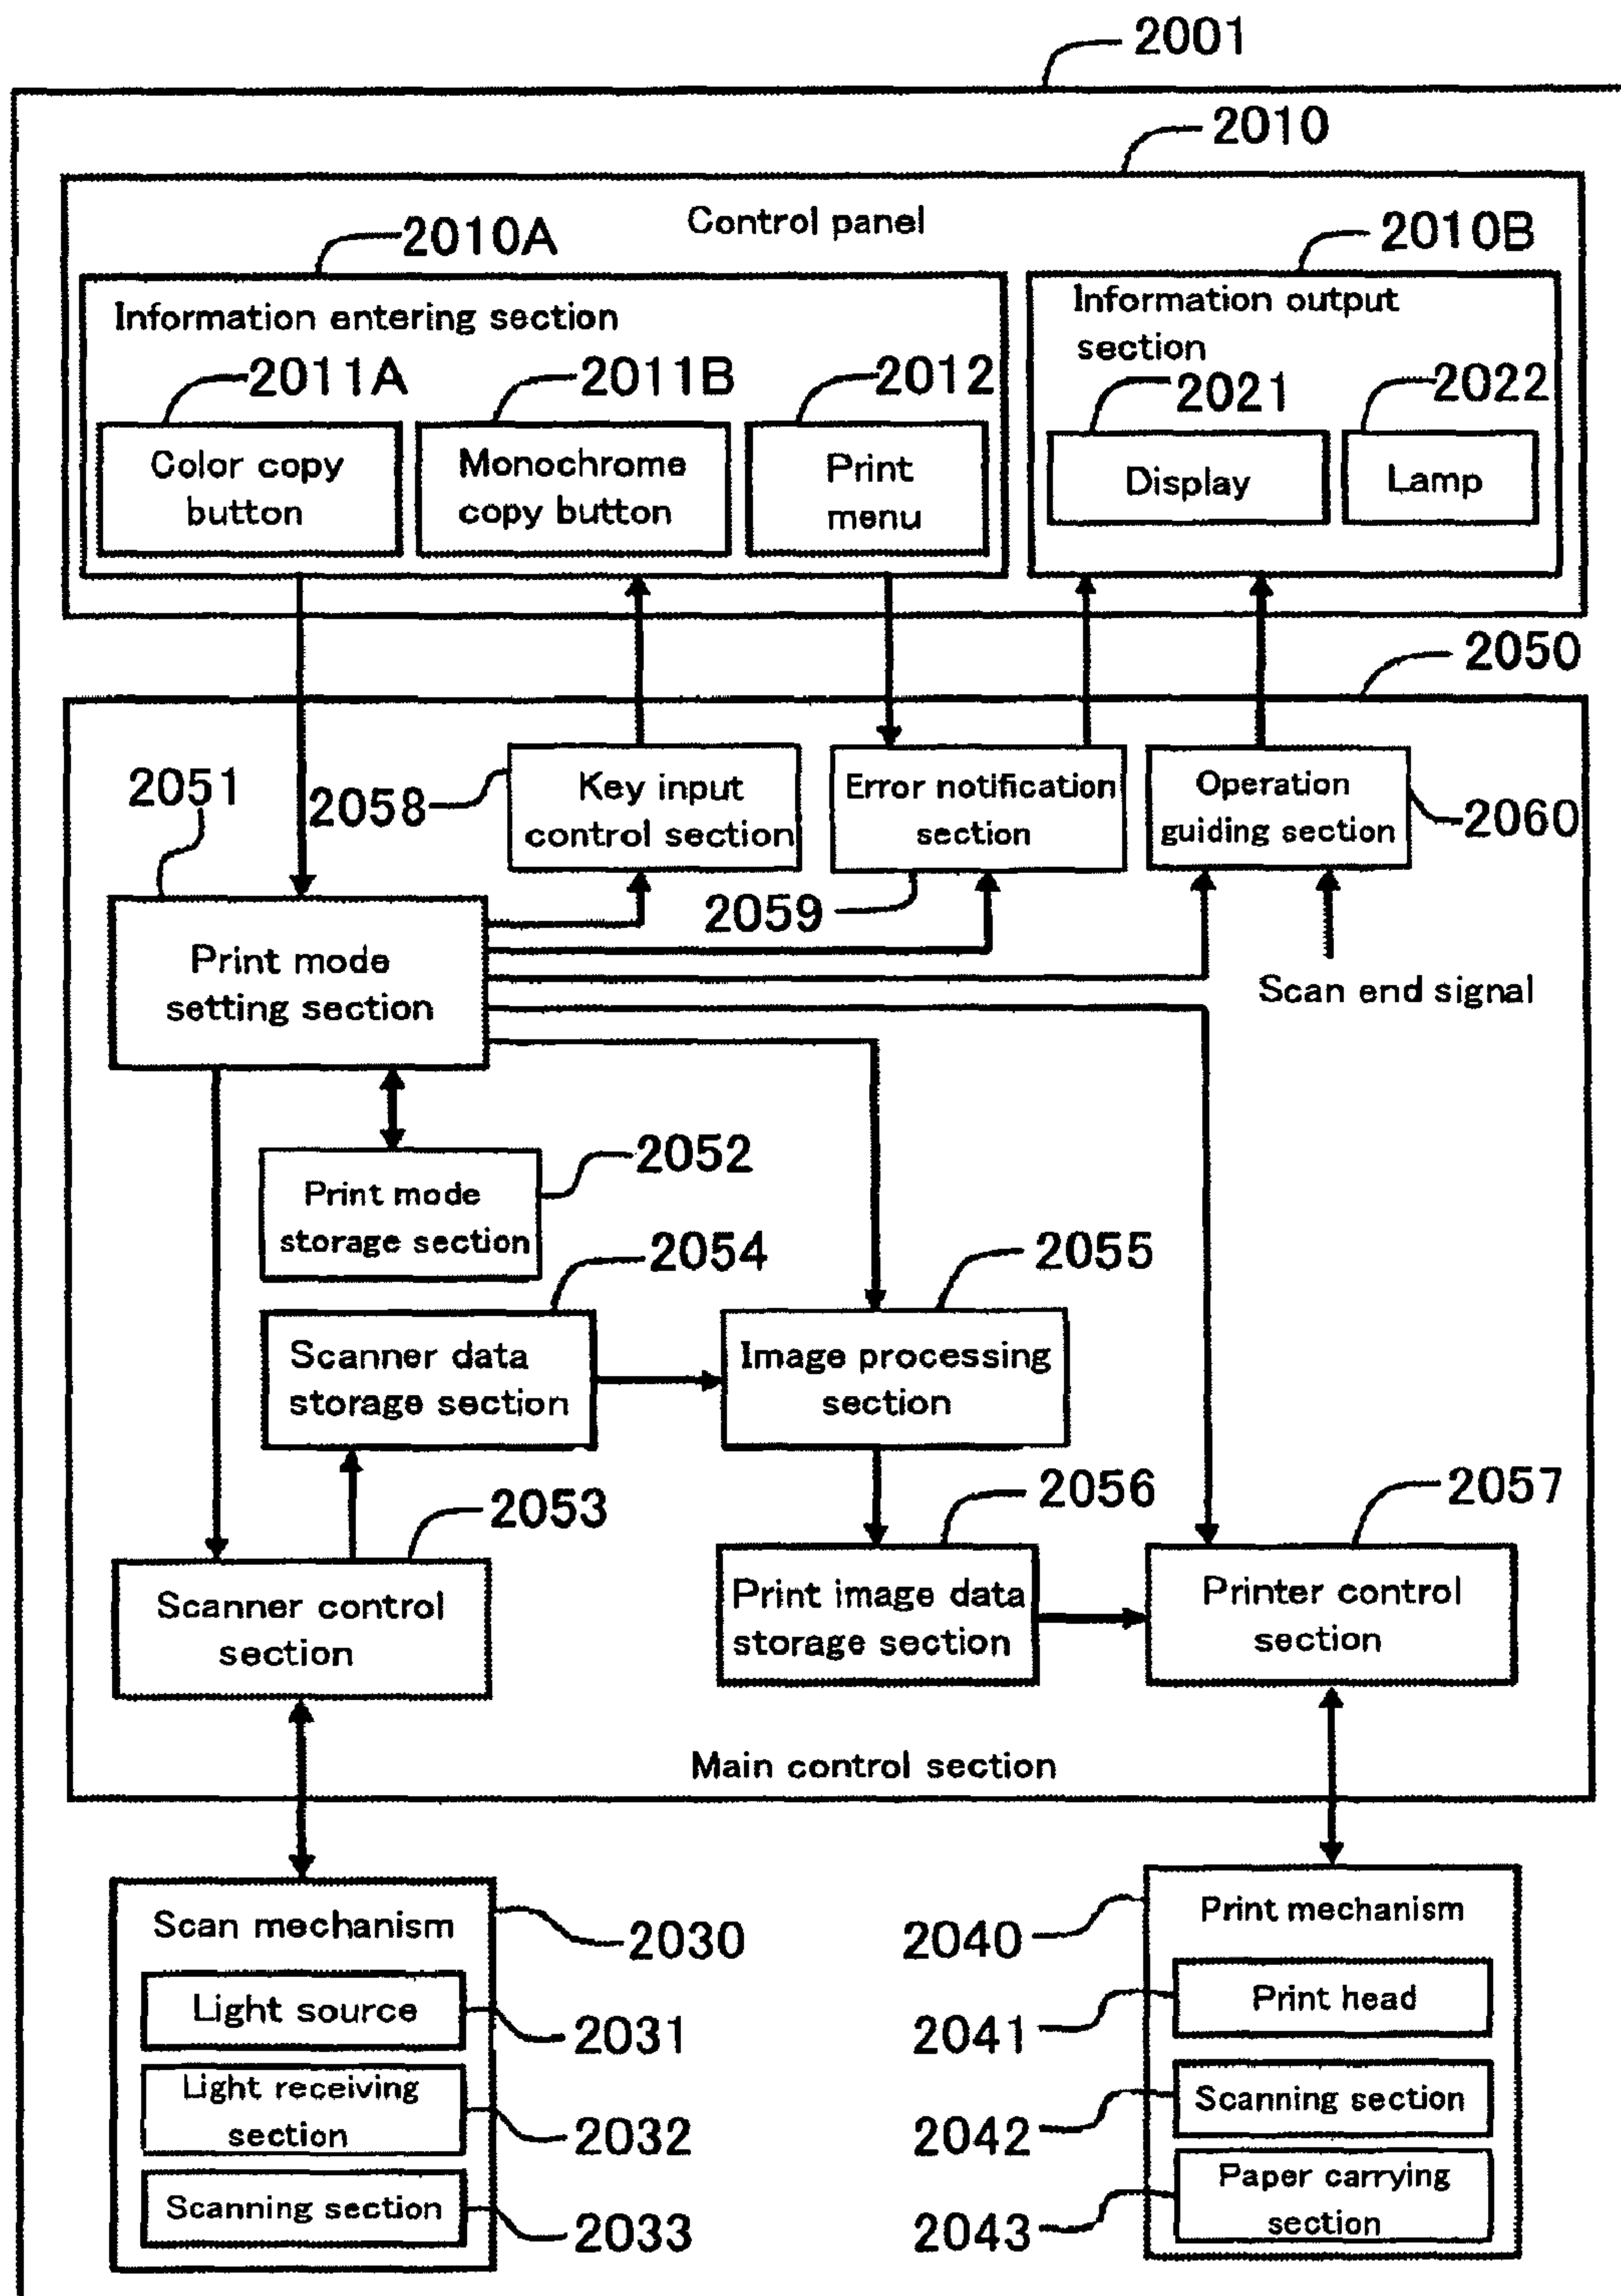 2001
2010
Control panel
2010A
2010B
Information entering section
Information output
section
2011A
2011B
2012
2021
2022
Color copy
button
Monochrome
copy button
Print
menu
Display
Lamp
2050
2051
2058
Key input
control section
Error notification
section
Operation
guiding section
2060
2059
Print mode
setting section
Scan end signal
2052
Print mode
storage section
2054
2055
Scanner data
storage section
Image processing
section
2053
2056
2057
Scanner control
section
Print image data
storage section
Printer control
section
Main control section
Scan mechanism
2030
2040
Print mechanism
Light source
2031
2041
Print head
Light receiving
section
2032
2042
Scanning section
Scanning section
2033
2043
Paper carrying
section